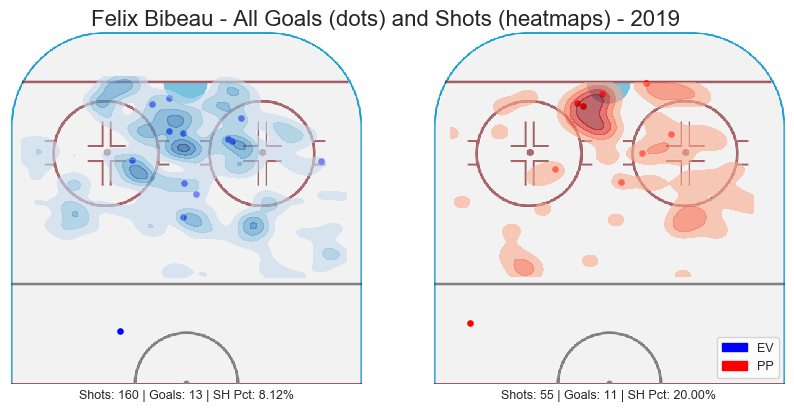 Felix Bibeau - All Goals (dots) and Shots (heatmaps) - 2019
EV
PP
Shots: 160 | Goals: 13 | SH Pct: 8.12%
Shots: 55 | Goals: 11 | SH Pct: 20.00%